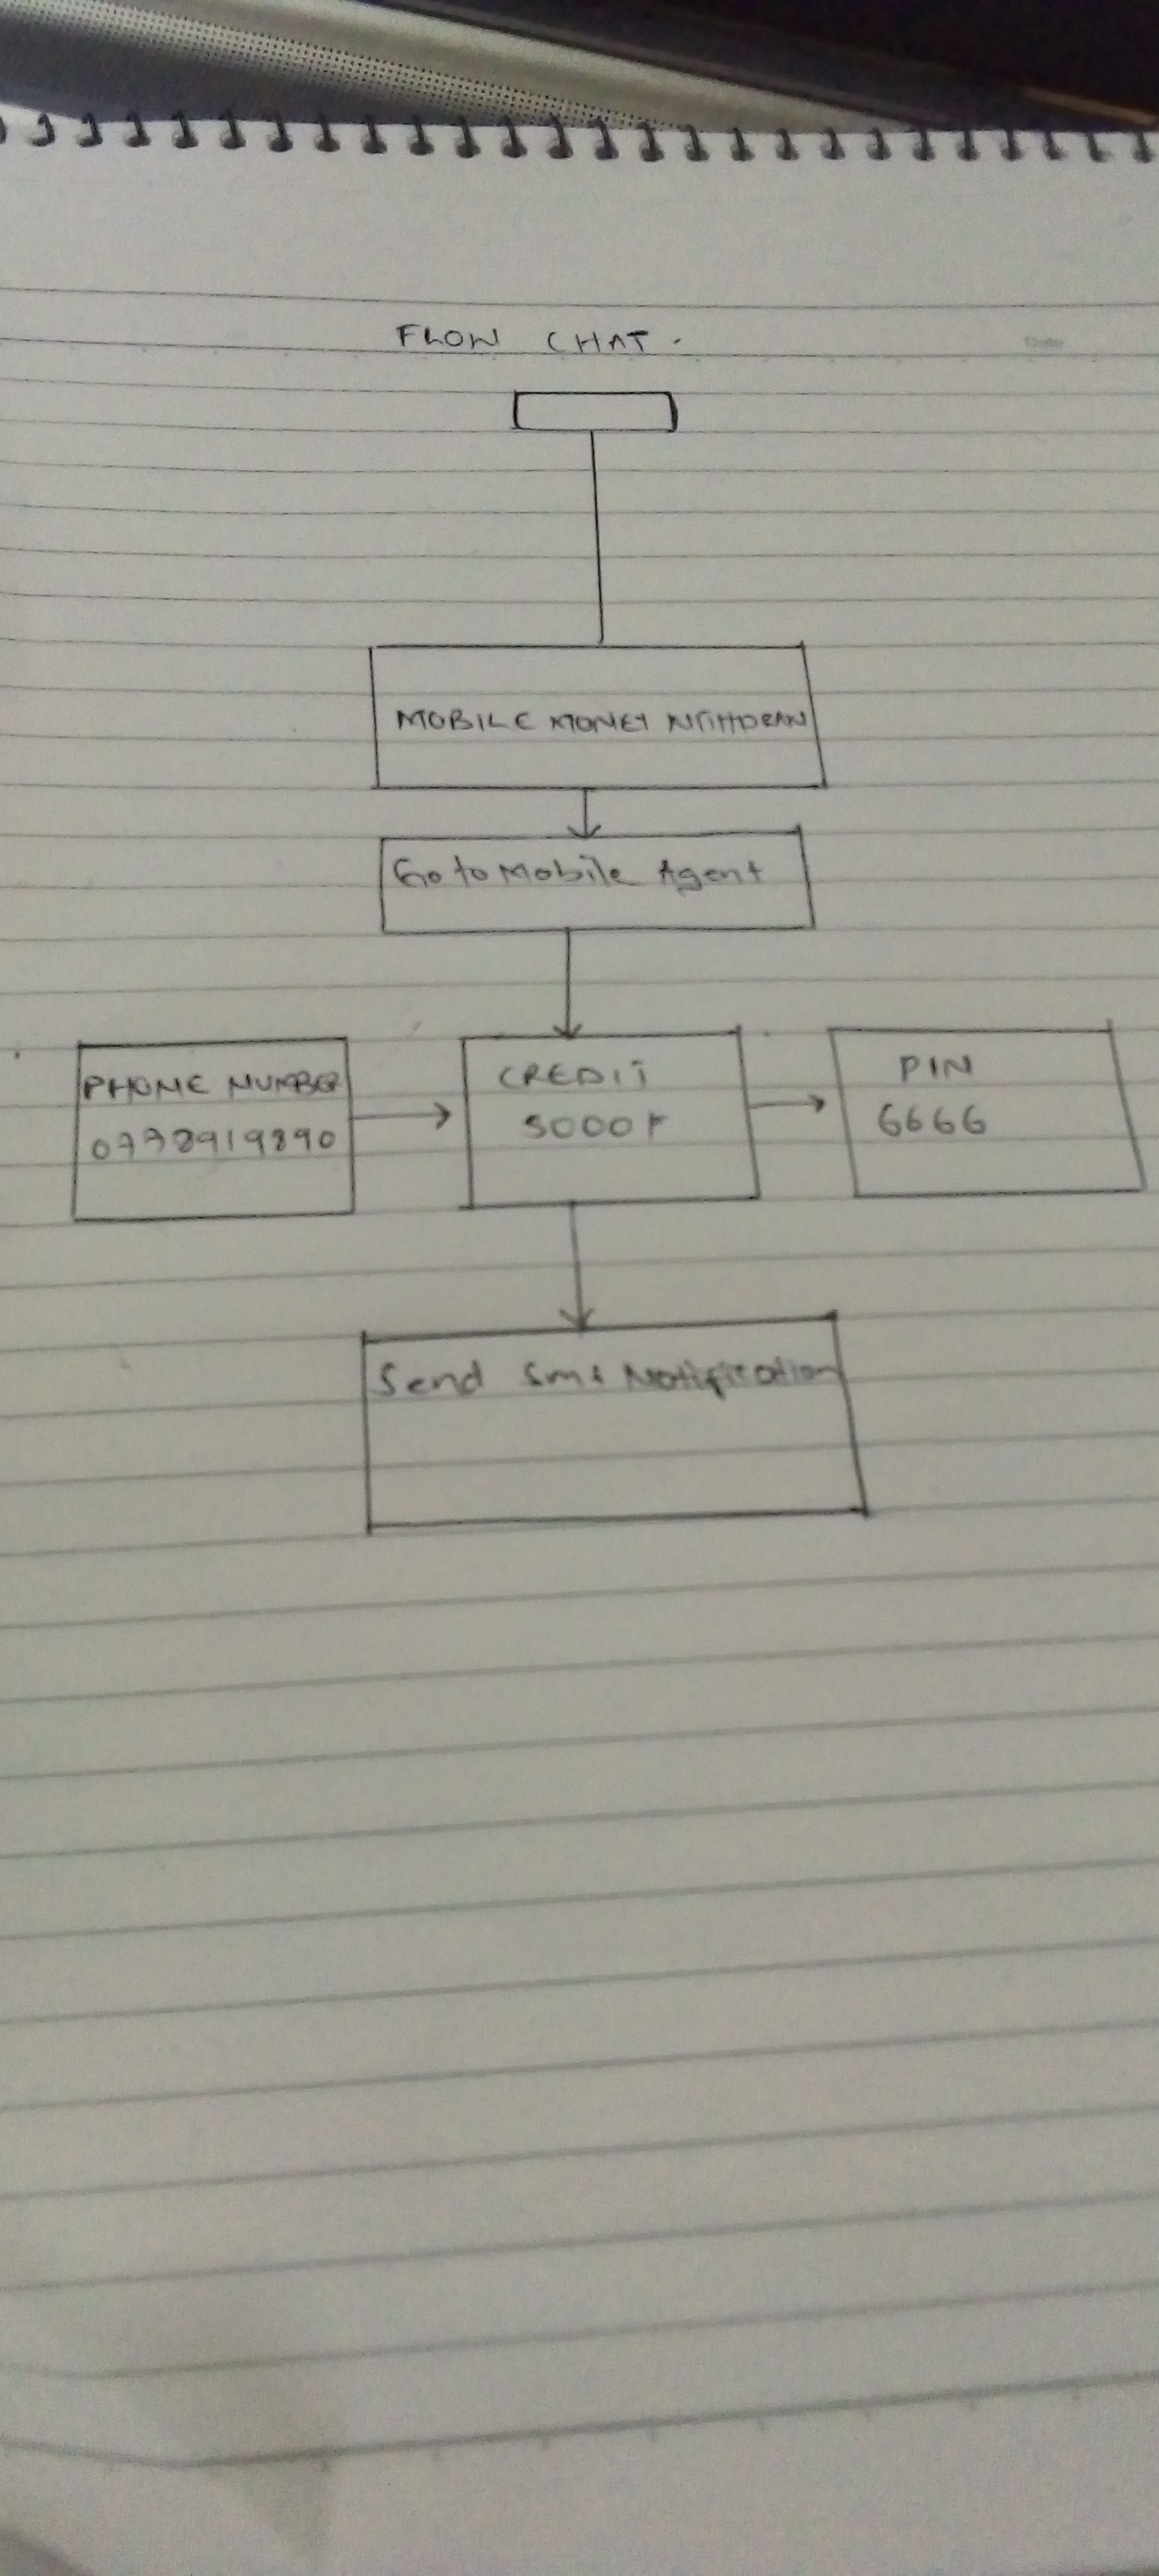 FLOW CHAT.
MOBILE MONEY WITHDRAW
Go to Mobile Agent
PHONE NUMBER
0778919890
CREDIT
5000F
PIN
6666
Send Sms Notification